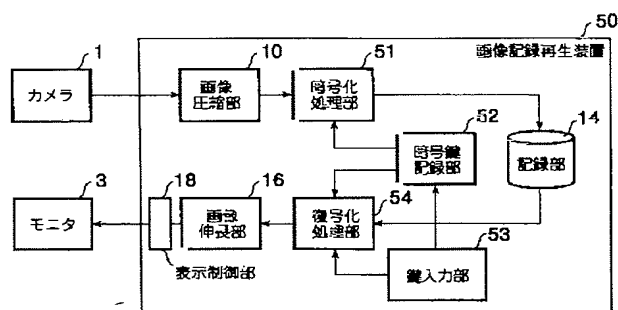 50
画像記録再生装置
1
カメラ
10
画像
圧縮部
51
暗号化
処理部
52
暗号鍵
記録部
14
記録部
3
モニタ
18
表示制御部
16
画像
伸長部
54
復号化
処理部
53
鍵入力部